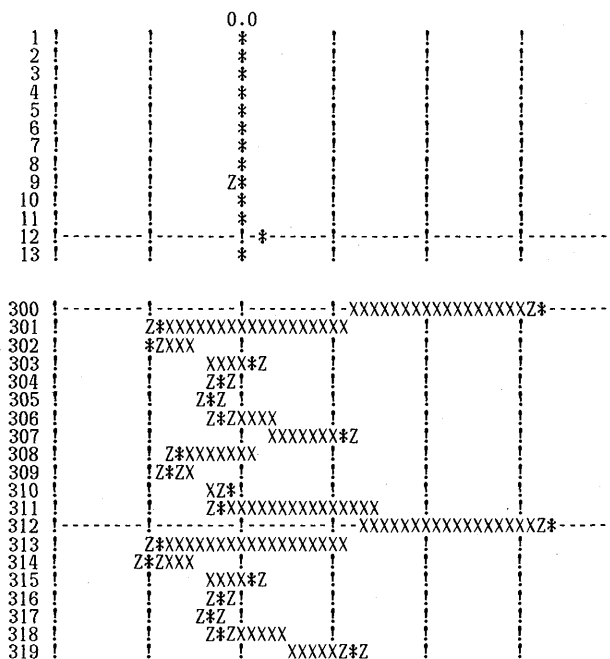 0.0
1 !        !        *        !        !        !
2 !        !        *        !        !        !
3 !        !        *        !        !        !
4 !        !        *        !        !        !
5 !        !        *        !        !        !
6 !        !        *        !        !        !
7 !        !        *        !        !        !
8 !        !        *        !        !        !
9 !        !       Z*        !        !        !
10 !        !        *        !        !        !
11 !        !        *        !        !        !
12 !--------!--------!-*------!--------!--------!--------
13 !        !        *        !        !        !
300 !--------!--------!--------!-XXXXXXXXXXXXXXXXXZ*------
301 !        Z*XXXXXXXXXXXXXXXXXX       !        !
302 !        *ZXXX    !        !        !        !
303 !        !     XXXX*Z      !        !        !
304 !        !     Z*Z!        !        !        !
305 !        !    Z*Z !        !        !        !
306 !        !     Z*ZXXXX     !        !        !
307 !        !        !  XXXXXXX*Z      !        !
308 !        ! Z*XXXXXXX       !        !        !
309 !        !Z*ZX    !        !        !        !
310 !        !     XZ*!        !        !        !
311 !        !     Z*XXXXXXXXXXXXXXX    !        !
312 !--------!--------!--------!--XXXXXXXXXXXXXXXXXZ*-----
313 !        Z*XXXXXXXXXXXXXXXXXX       !        !
314 !       Z*ZXXX    !        !        !        !
315 !        !     XXXX*Z      !        !        !
316 !        !     Z*Z!        !        !        !
317 !        !    Z*Z !        !        !        !
318 !        !     Z*ZXXXXX    !        !        !
319 !        !        !    XXXXXZ*Z     !        !